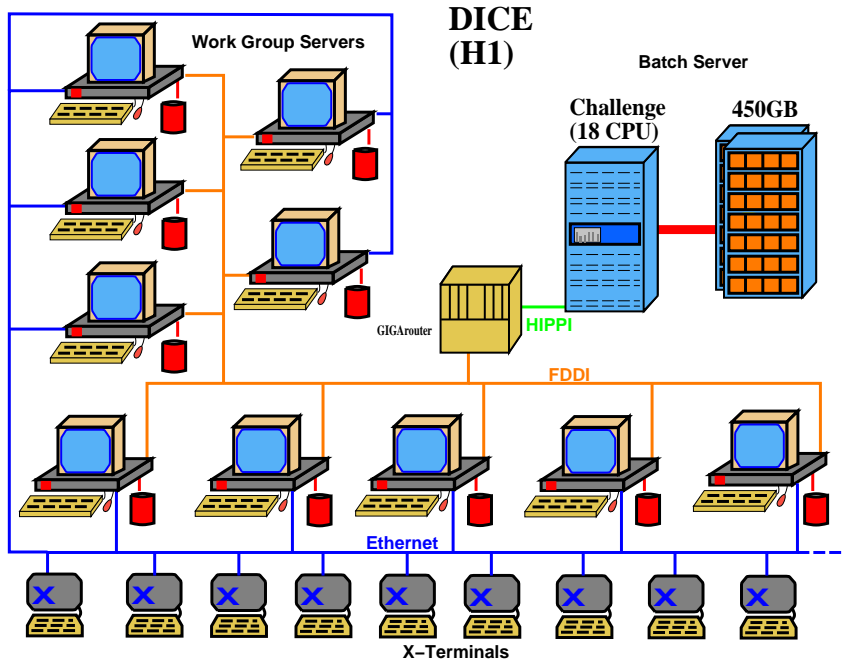 DICE
(H1)
Work Group Servers
Batch Server
Challenge
(18 CPU)
450GB
GIGArouter
HIPPI
FDDI
Ethernet
X
X
X
X
X
X
X
X
X
X–Terminals